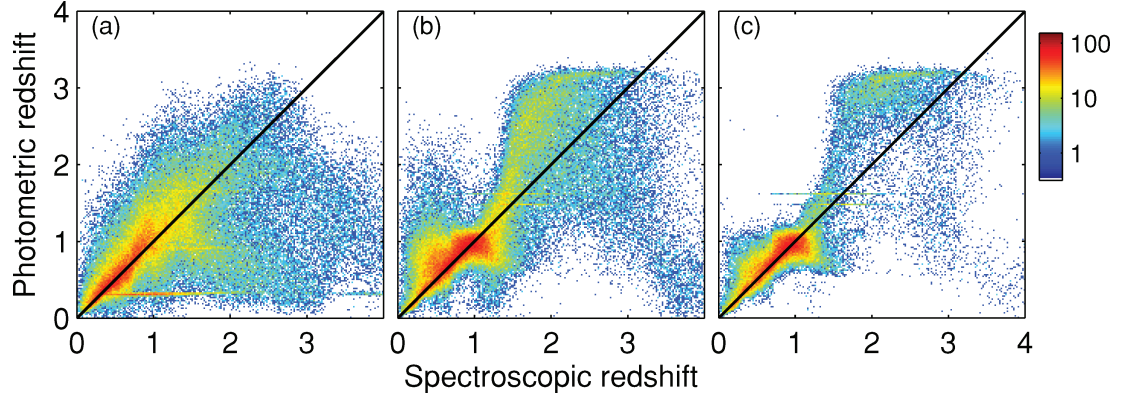 Photometric redshift
4
3
2
1
0
(a)
(b)
(c)
100
10
1
0 1 2 3 0 1 2 3 0 1 2 3 4
Spectroscopic redshift